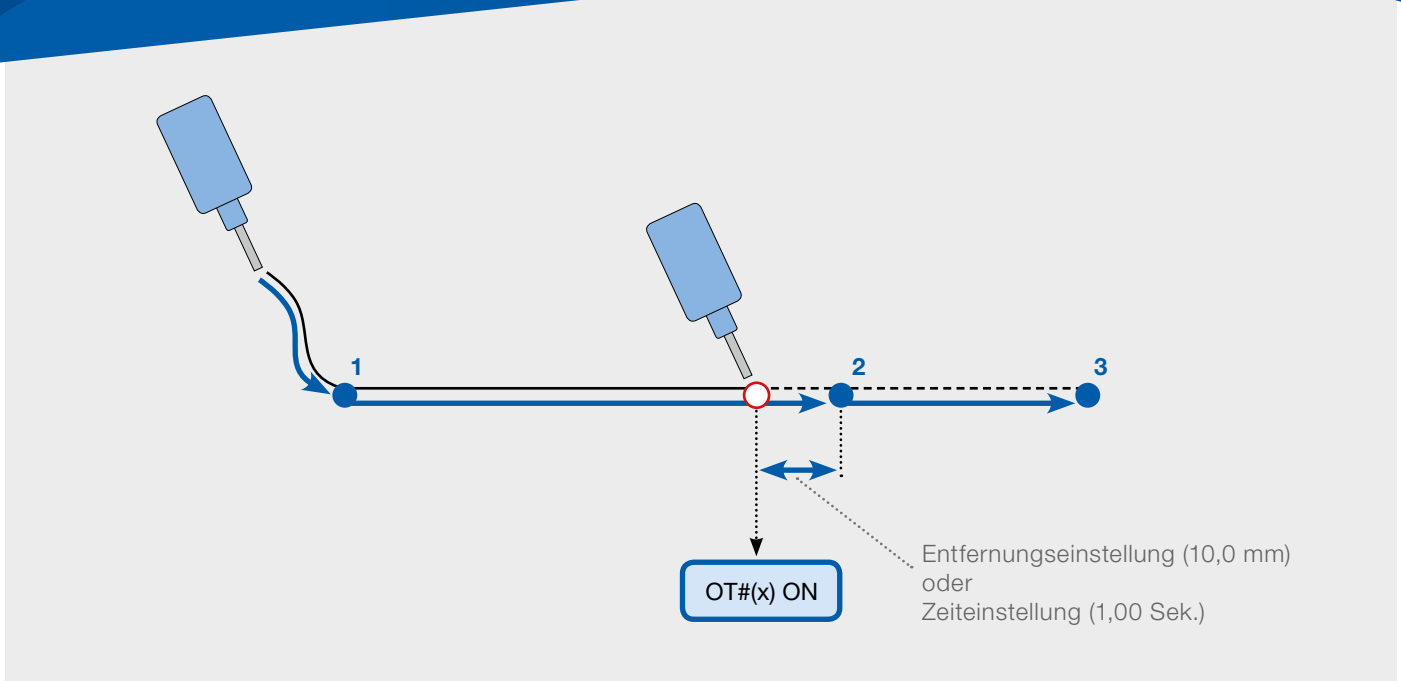 1
2
3
OT#(x) ON
Entfernungseinstellung (10,0 mm)
oder
Zeiteinstellung (1,00 Sek.)